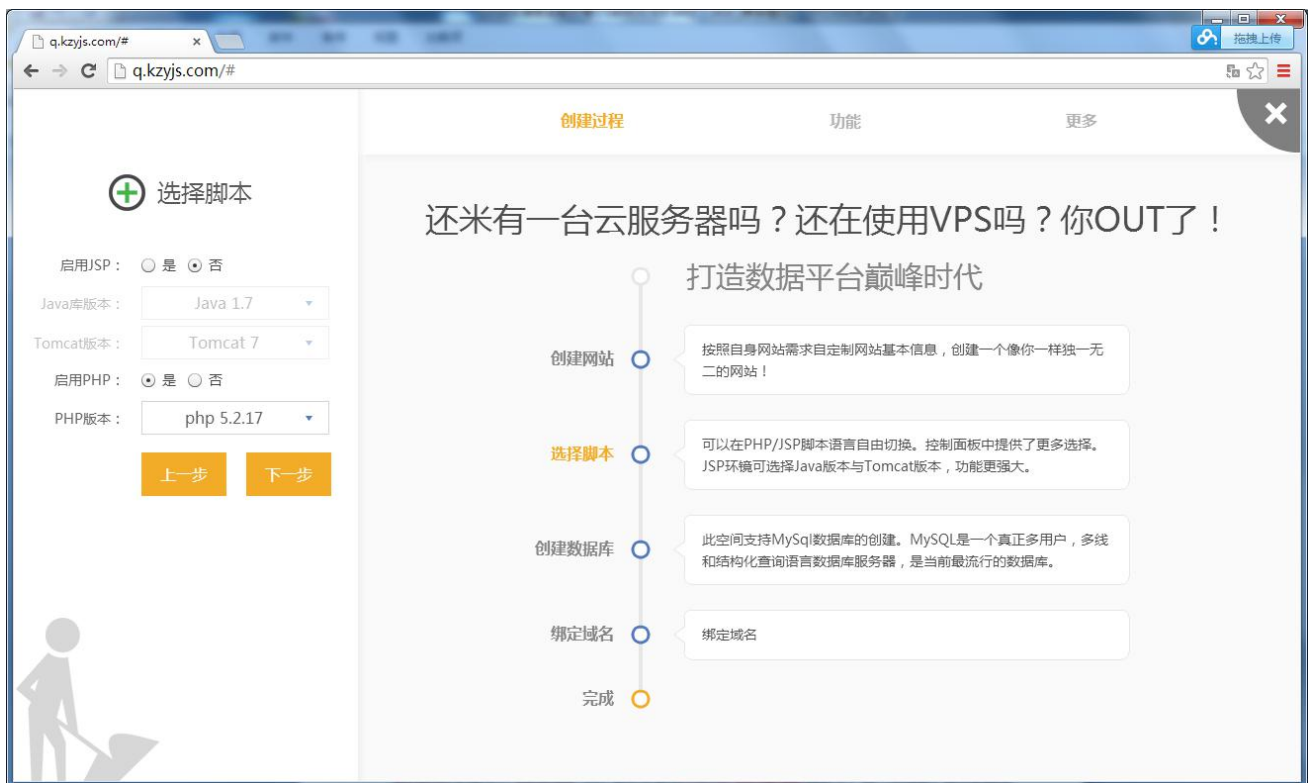 q.kzyjs.com/#
拖拽上传
q.kzyjs.com/#
创建过程
功能
更多
选择脚本
启用JSP：
是
否
Java库版本：
Java 1.7
Tomcat版本：
Tomcat 7
启用PHP：
是
否
PHP版本：
php 5.2.17
上一步
下一步
还米有一台云服务器吗？还在使用VPS吗？你OUT了！
打造数据平台巅峰时代
创建网站
按照自身网站需求自定制网站基本信息，创建一个像你一样独一无
二的网站！
选择脚本
可以在PHP/JSP脚本语言自由切换。控制面板中提供了更多选择。
JSP环镜可选择Java版本与Tomcat版本，功能更强大。
创建数据库
此空间支持MySql数据库的创建。MySQL是一个真正多用户，多线
和结构化查询语言数据库服务器，是当前最流行的数据库。
绑定域名
绑定域名
完成